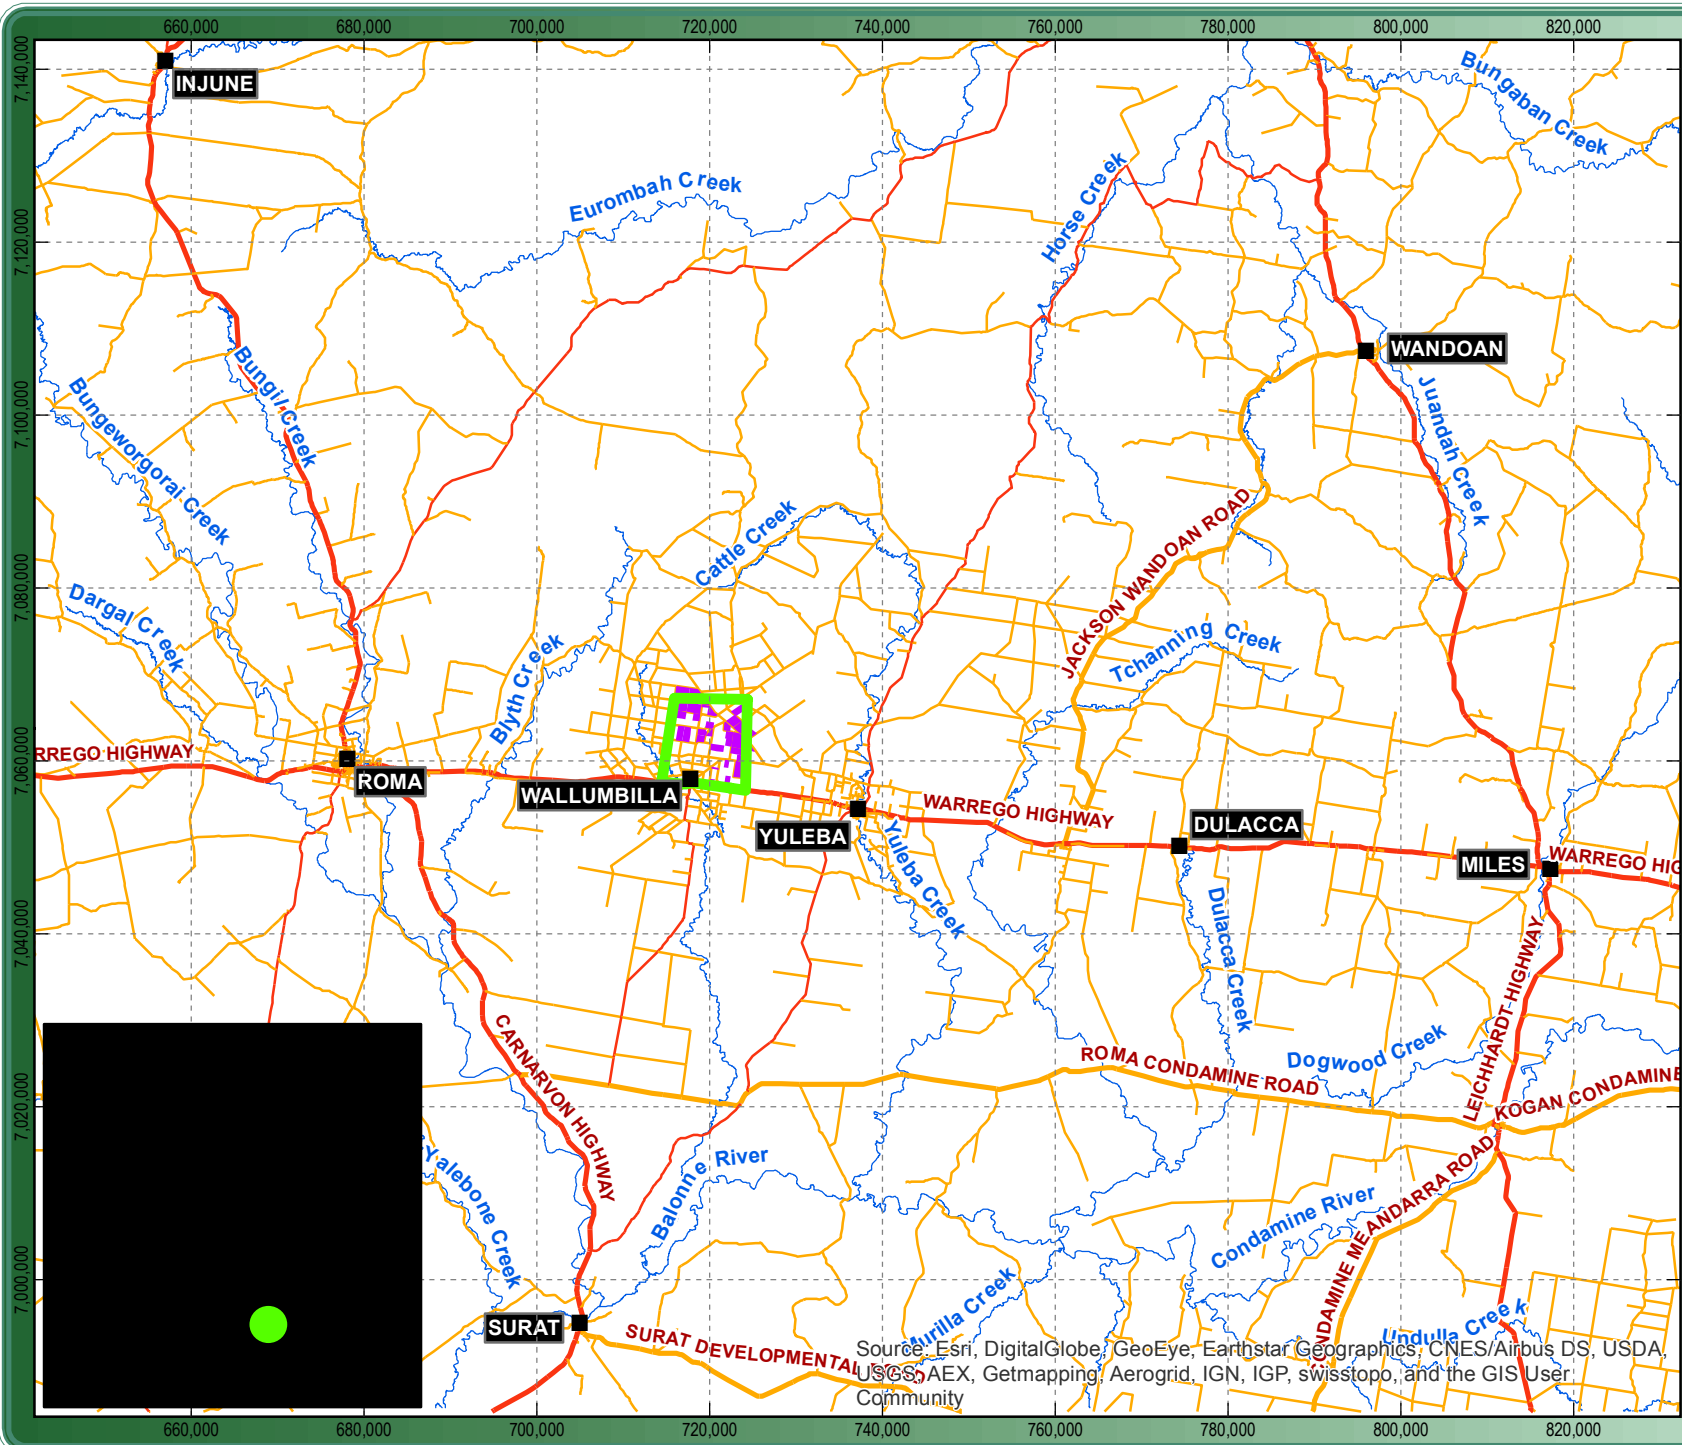 660,000 680,000 700,000 720,000 740,000 760,000 780,000 800,000 820,000
7,140,000
7,120,000
7,100,000
7,080,000
7,060,000
7,040,000
7,020,000
7,000,000
INJUNE
Bungaban Creek
Eurombah Creek
Horse Creek
WANDOAN
Bungil Creek
Bungeworgorai Creek
Juandah Creek
Cattle Creek
JACKSON WANDOAN ROAD
Dargal Creek
Tchanning Creek
Blyth Creek
RREGO HIGHWAY
ROMA
WALLUMBILLA
YULEBA
WARREGO HIGHWAY
DULACCA
MILES
WARREGO HIG
Yuleba Creek
Dulacca Creek
LEICHHARDT HIGHWAY
CARNARVON HIGHWAY
ROMA CONDAMINE ROAD
Dogwood Creek
KOGAN CONDAMINE
Yalebone Creek
Balonne River
Condamine River
NDAMINE MEANDARRA ROAD
Murilla Creek
Undulla Creek
SURAT
SURAT DEVELOPMENTAL ROAD
Source: Esri, DigitalGlobe, GeoEye, Earthstar Geographics, CNES/Airbus DS, USDA,
USGS, AEX, Getmapping, Aerogrid, IGN, IGP, swisstopo, and the GIS User
Community
660,000 680,000 700,000 720,000 740,000 760,000 780,000 800,000 820,000